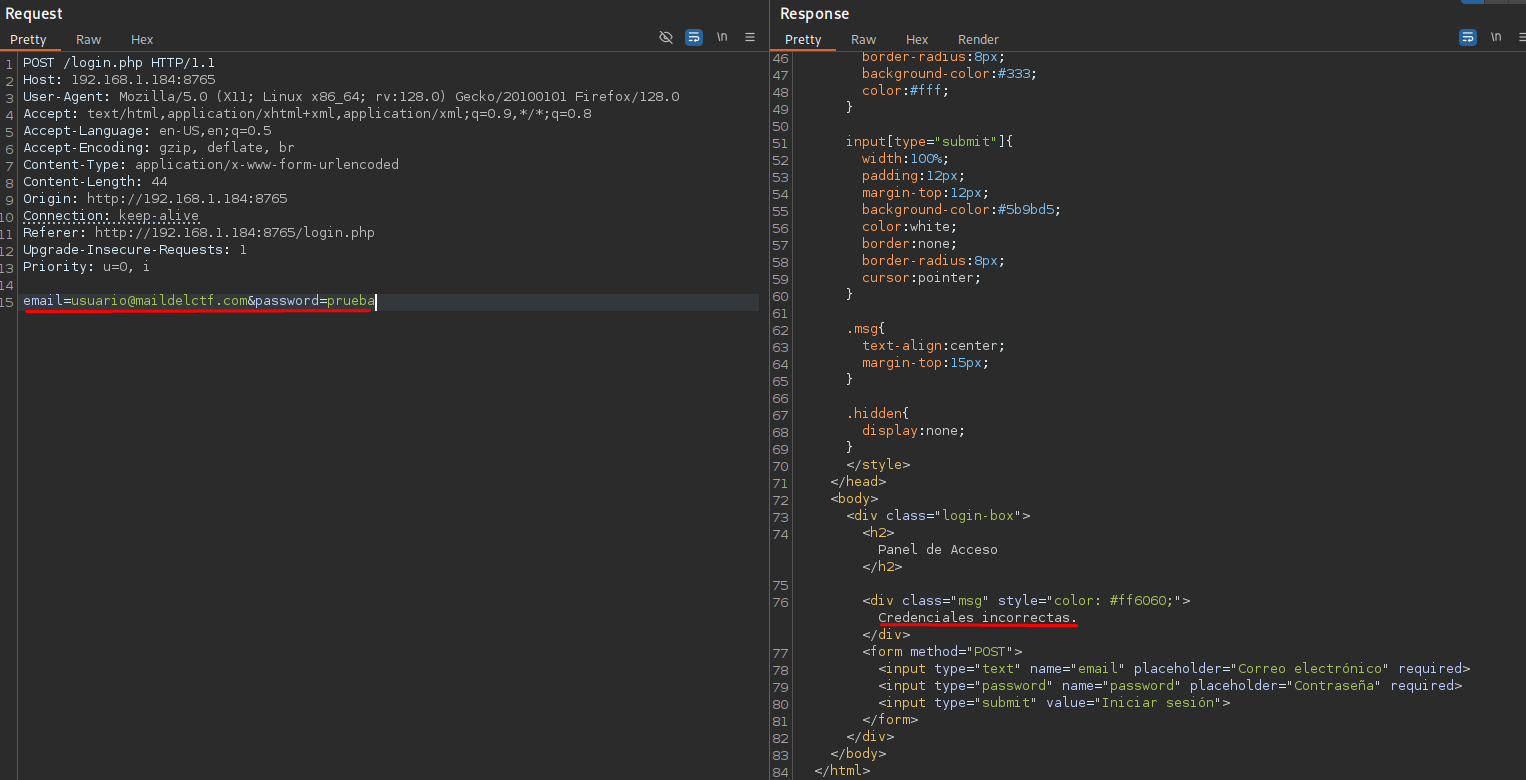 Request
Pretty Raw Hex
\n
1 POST /login.php HTTP/1.1
2 Host: 192.168.1.184:8765
3 User-Agent: Mozilla/5.0 (X11; Linux x86_64; rv:128.0) Gecko/20100101 Firefox/128.0
4 Accept: text/html,application/xhtml+xml,application/xml;q=0.9,*/*;q=0.8
5 Accept-Language: en-US,en;q=0.5
6 Accept-Encoding: gzip, deflate, br
7 Content-Type: application/x-www-form-urlencoded
8 Content-Length: 44
9 Origin: http://192.168.1.184:8765
10 Connection: keep-alive
11 Referer: http://192.168.1.184:8765/login.php
12 Upgrade-Insecure-Requests: 1
13 Priority: u=0, i
14
15 email=usuario@maildelctf.com&password=prueba
Response
Pretty Raw Hex Render
\n
46 border-radius:8px;
47 background-color:#333;
48 color:#fff;
49 }
50
51 input[type="submit"]{
52 width:100%;
53 padding:12px;
54 margin-top:12px;
55 background-color:#5b9bd5;
56 color:white;
57 border:none;
58 border-radius:8px;
59 cursor:pointer;
60 }
61
62 .msg{
63 text-align:center;
64 margin-top:15px;
65 }
66
67 .hidden{
68 display:none;
69 }
70 </style>
71 </head>
72 <body>
73 <div class="login-box">
74 <h2>
Panel de Acceso
</h2>
75
76 <div class="msg" style="color: #ff6060;">
Credenciales incorrectas.
</div>
77 <form method="POST">
78 <input type="text" name="email" placeholder="Correo electrónico" required>
79 <input type="password" name="password" placeholder="Contraseña" required>
80 <input type="submit" value="Iniciar sesión">
81 </form>
82 </div>
83 </body>
84 </html>